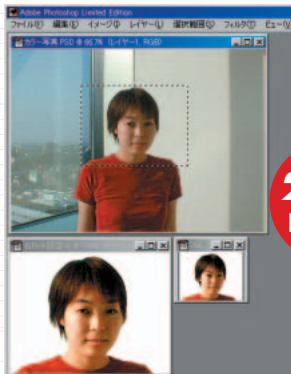 Adobe Photoshop Limited Edition
ファイル(F) 編集(E) イメージ(I) レイヤー(L) 選択範囲(S) フィルタ(T) ビュー(V)
カラー写真.PSD @ 66.7% (レイヤー1, RGB)
2